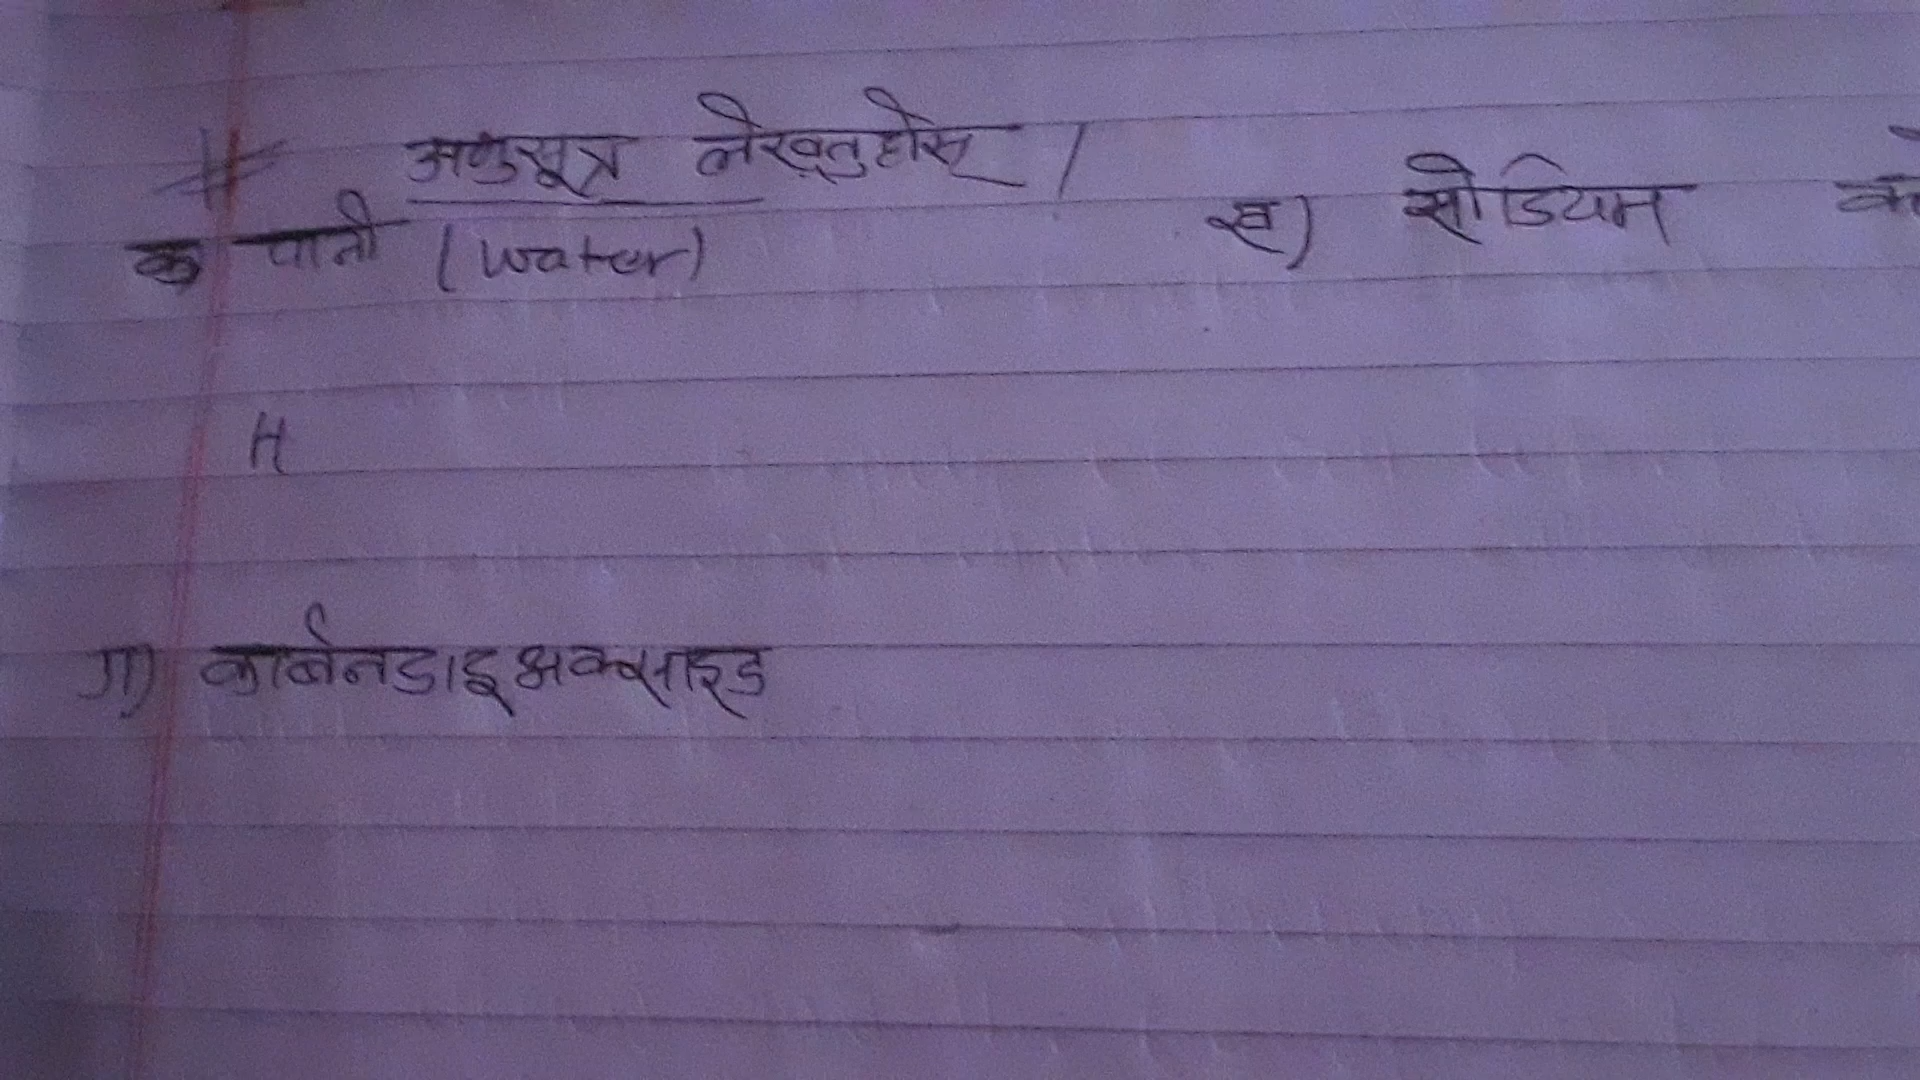 # अणुसूत्र लेख्नुहोस् ।
क पानी (Water) ख) सोडियम
H
ग) कार्बनडाइअक्साइड